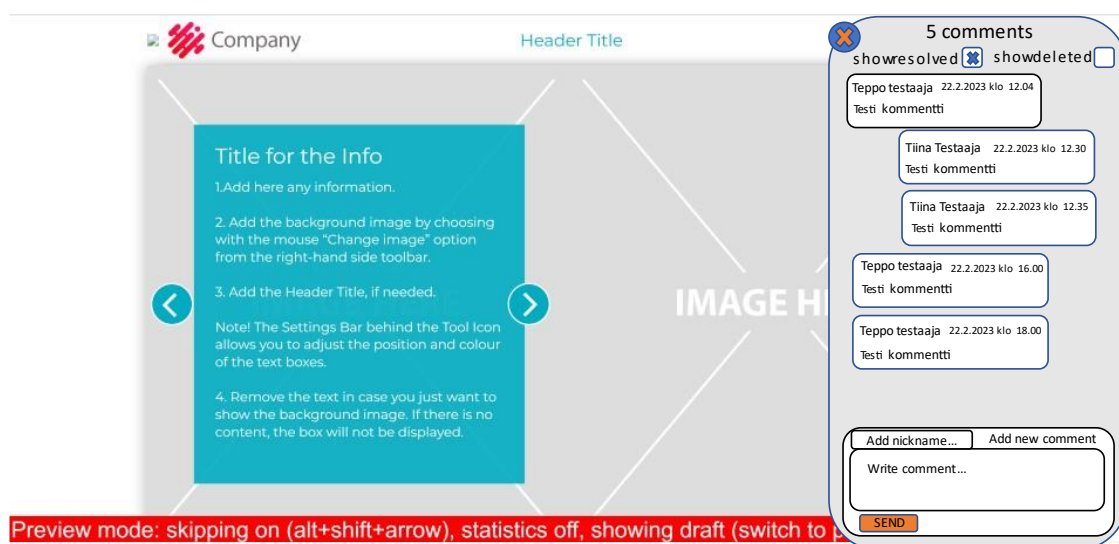 Company
Header Title
Title for the Info
1.Add here any information.
2. Add the background image by choosing
with the mouse “Change image” option
from the right-hand side toolbar.
3. Add the Header Title, if needed.
Note! The Settings Bar behind the Tool Icon
allows you to adjust the position and colour
of the text boxes.
4. Remove the text in case you just want to
show the background image. If there is no
content, the box will not be displayed.
IMAGE
Preview mode: skipping on (alt+shift+arrow), statistics off, showing draft (switch to
5 comments
showresolved showdeleted
Teppo testaaja 22.2.2023 klo 12.04
Testi kommentti
Tiina Testaaja 22.2.2023 klo 12.30
Testi kommentti
Tiina Testaaja 22.2.2023 klo 12.35
Testi kommentti
Teppo testaaja 22.2.2023 klo 16.00
Testi kommentti
Teppo testaaja 22.2.2023 klo 18.00
Testi kommentti
Add nickname... Add new comment
Write comment...
SEND